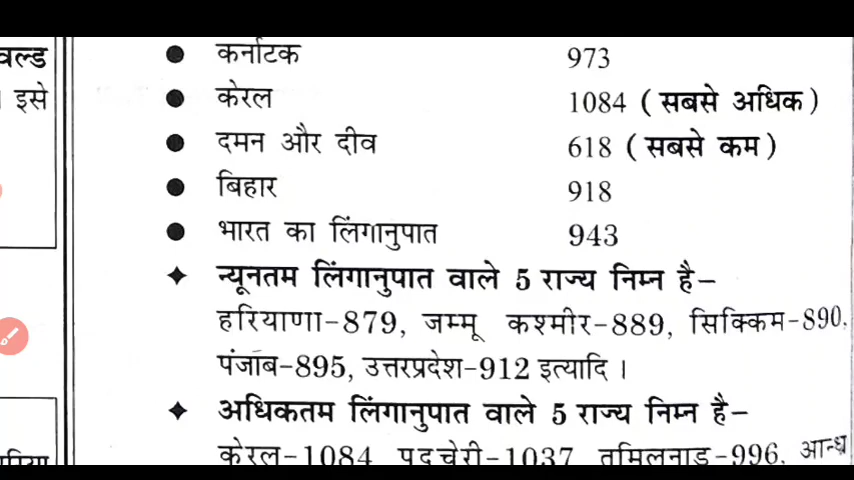 कर्नाटक 973
वल्ड
केरल 1084 (सबसे अधिक)
इसे
दमन और दीव 618 (सबसे कम)
बिहार 918
भारत का लिंगानुपात 943
न्यूनतम लिंगानुपात वाले 5 राज्य निम्न है-
हरियाणा-879, जम्मू कश्मीर-889, सिक्किम-890,
पंजाब-895, उत्तरप्रदेश-912 इत्यादि ।
अधिकतम लिंगानुपात वाले 5 राज्य निम्न है-
केरल-1084 पुदुचेरी-1037 तमिलनाडु-996, आन्ध्र